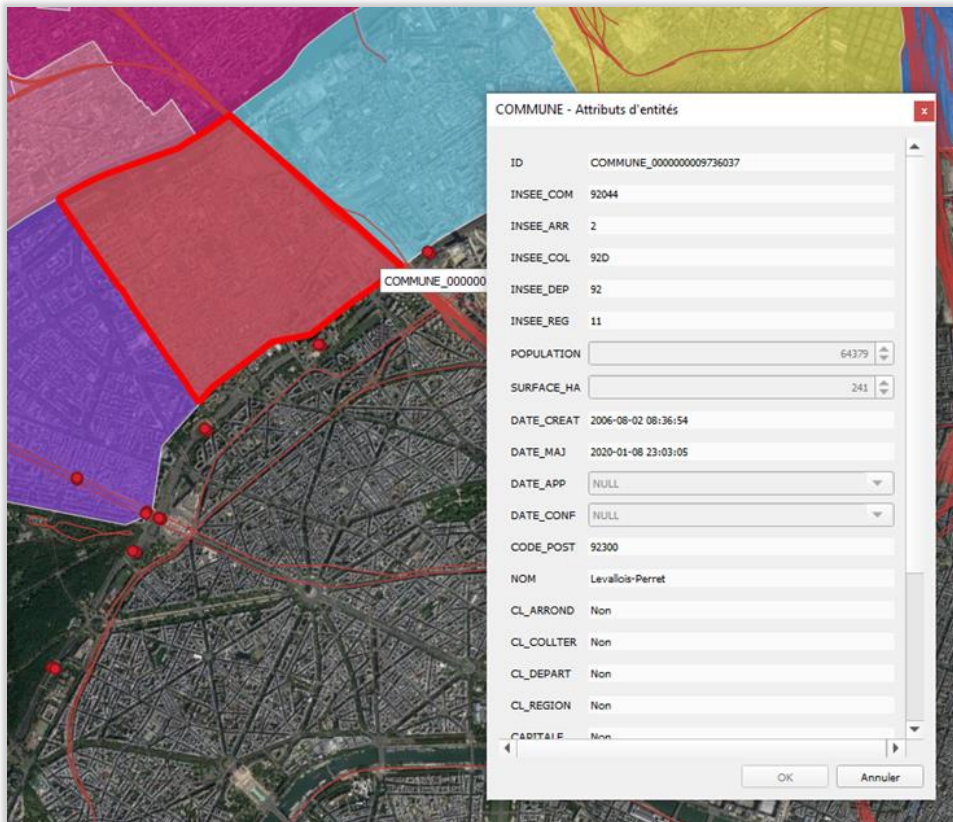 COMMUNE - Attributs d'entités
ID COMMUNE_0000000009736037
INSEE_COM 92044
INSEE_ARR 2
INSEE_COL 92D
COMMUNE_000000
INSEE_DEP 92
INSEE_REG 11
POPULATION 64379
SURFACE_HA 241
DATE_CREAT 2006-08-02 08:36:54
DATE_MAJ 2020-01-08 23:03:05
DATE_APP NULL
DATE_CONF NULL
CODE_POST 92300
NOM Levallois-Perret
CL_ARROND Non
CL_COLLTER Non
CL_DEPART Non
CL_REGION Non
CAPITALE Non
OK Annuler